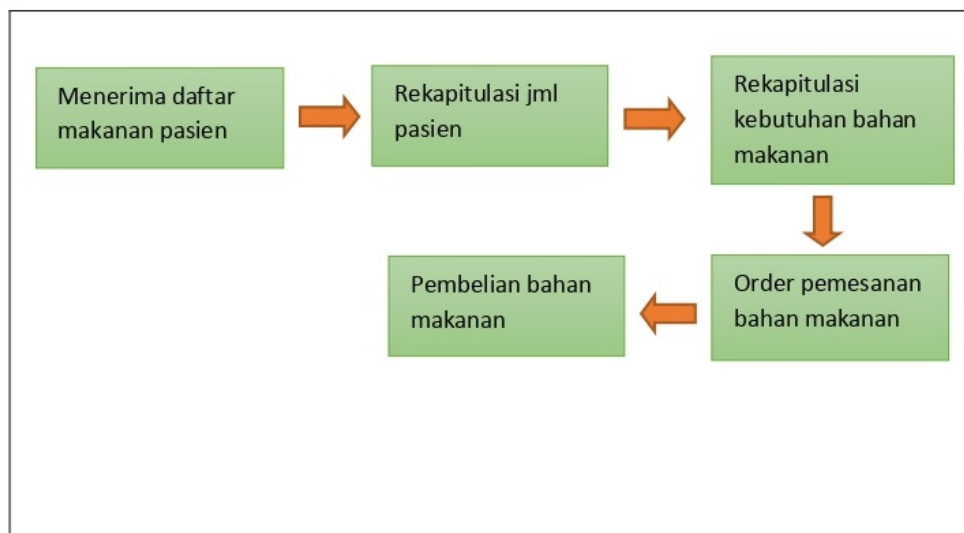 Menerima daftar
makanan pasien
Rekapitulasi jml
pasien
Rekapitulasi
kebutuhan bahan
makanan
Order pemesanan
bahan makanan
Pembelian bahan
makanan